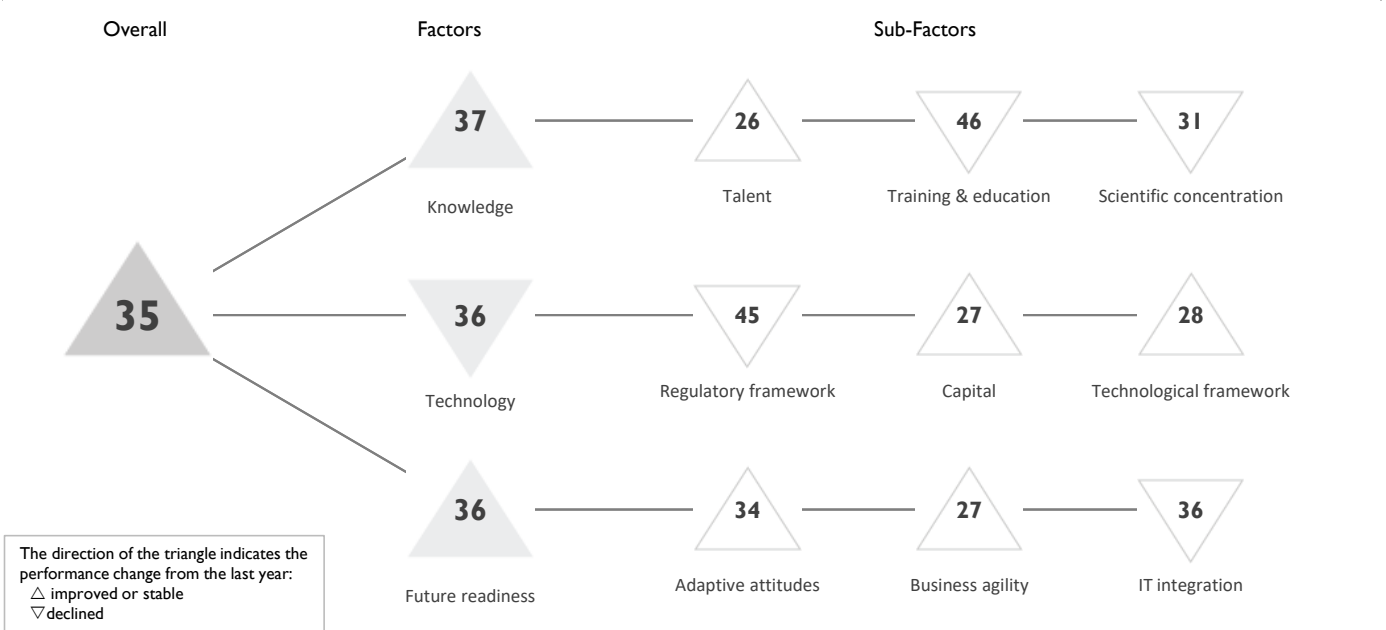 Overall Factors Sub-Factors
37 26 46 31
Knowledge Talent Training & education Scientific concentration
35 36 45 27 28
Technology Regulatory framework Capital Technological framework
36 34 27 36
Future readiness Adaptive attitudes Business agility IT integration
The direction of the triangle indicates the
performance change from the last year:
△ improved or stable
▽ declined